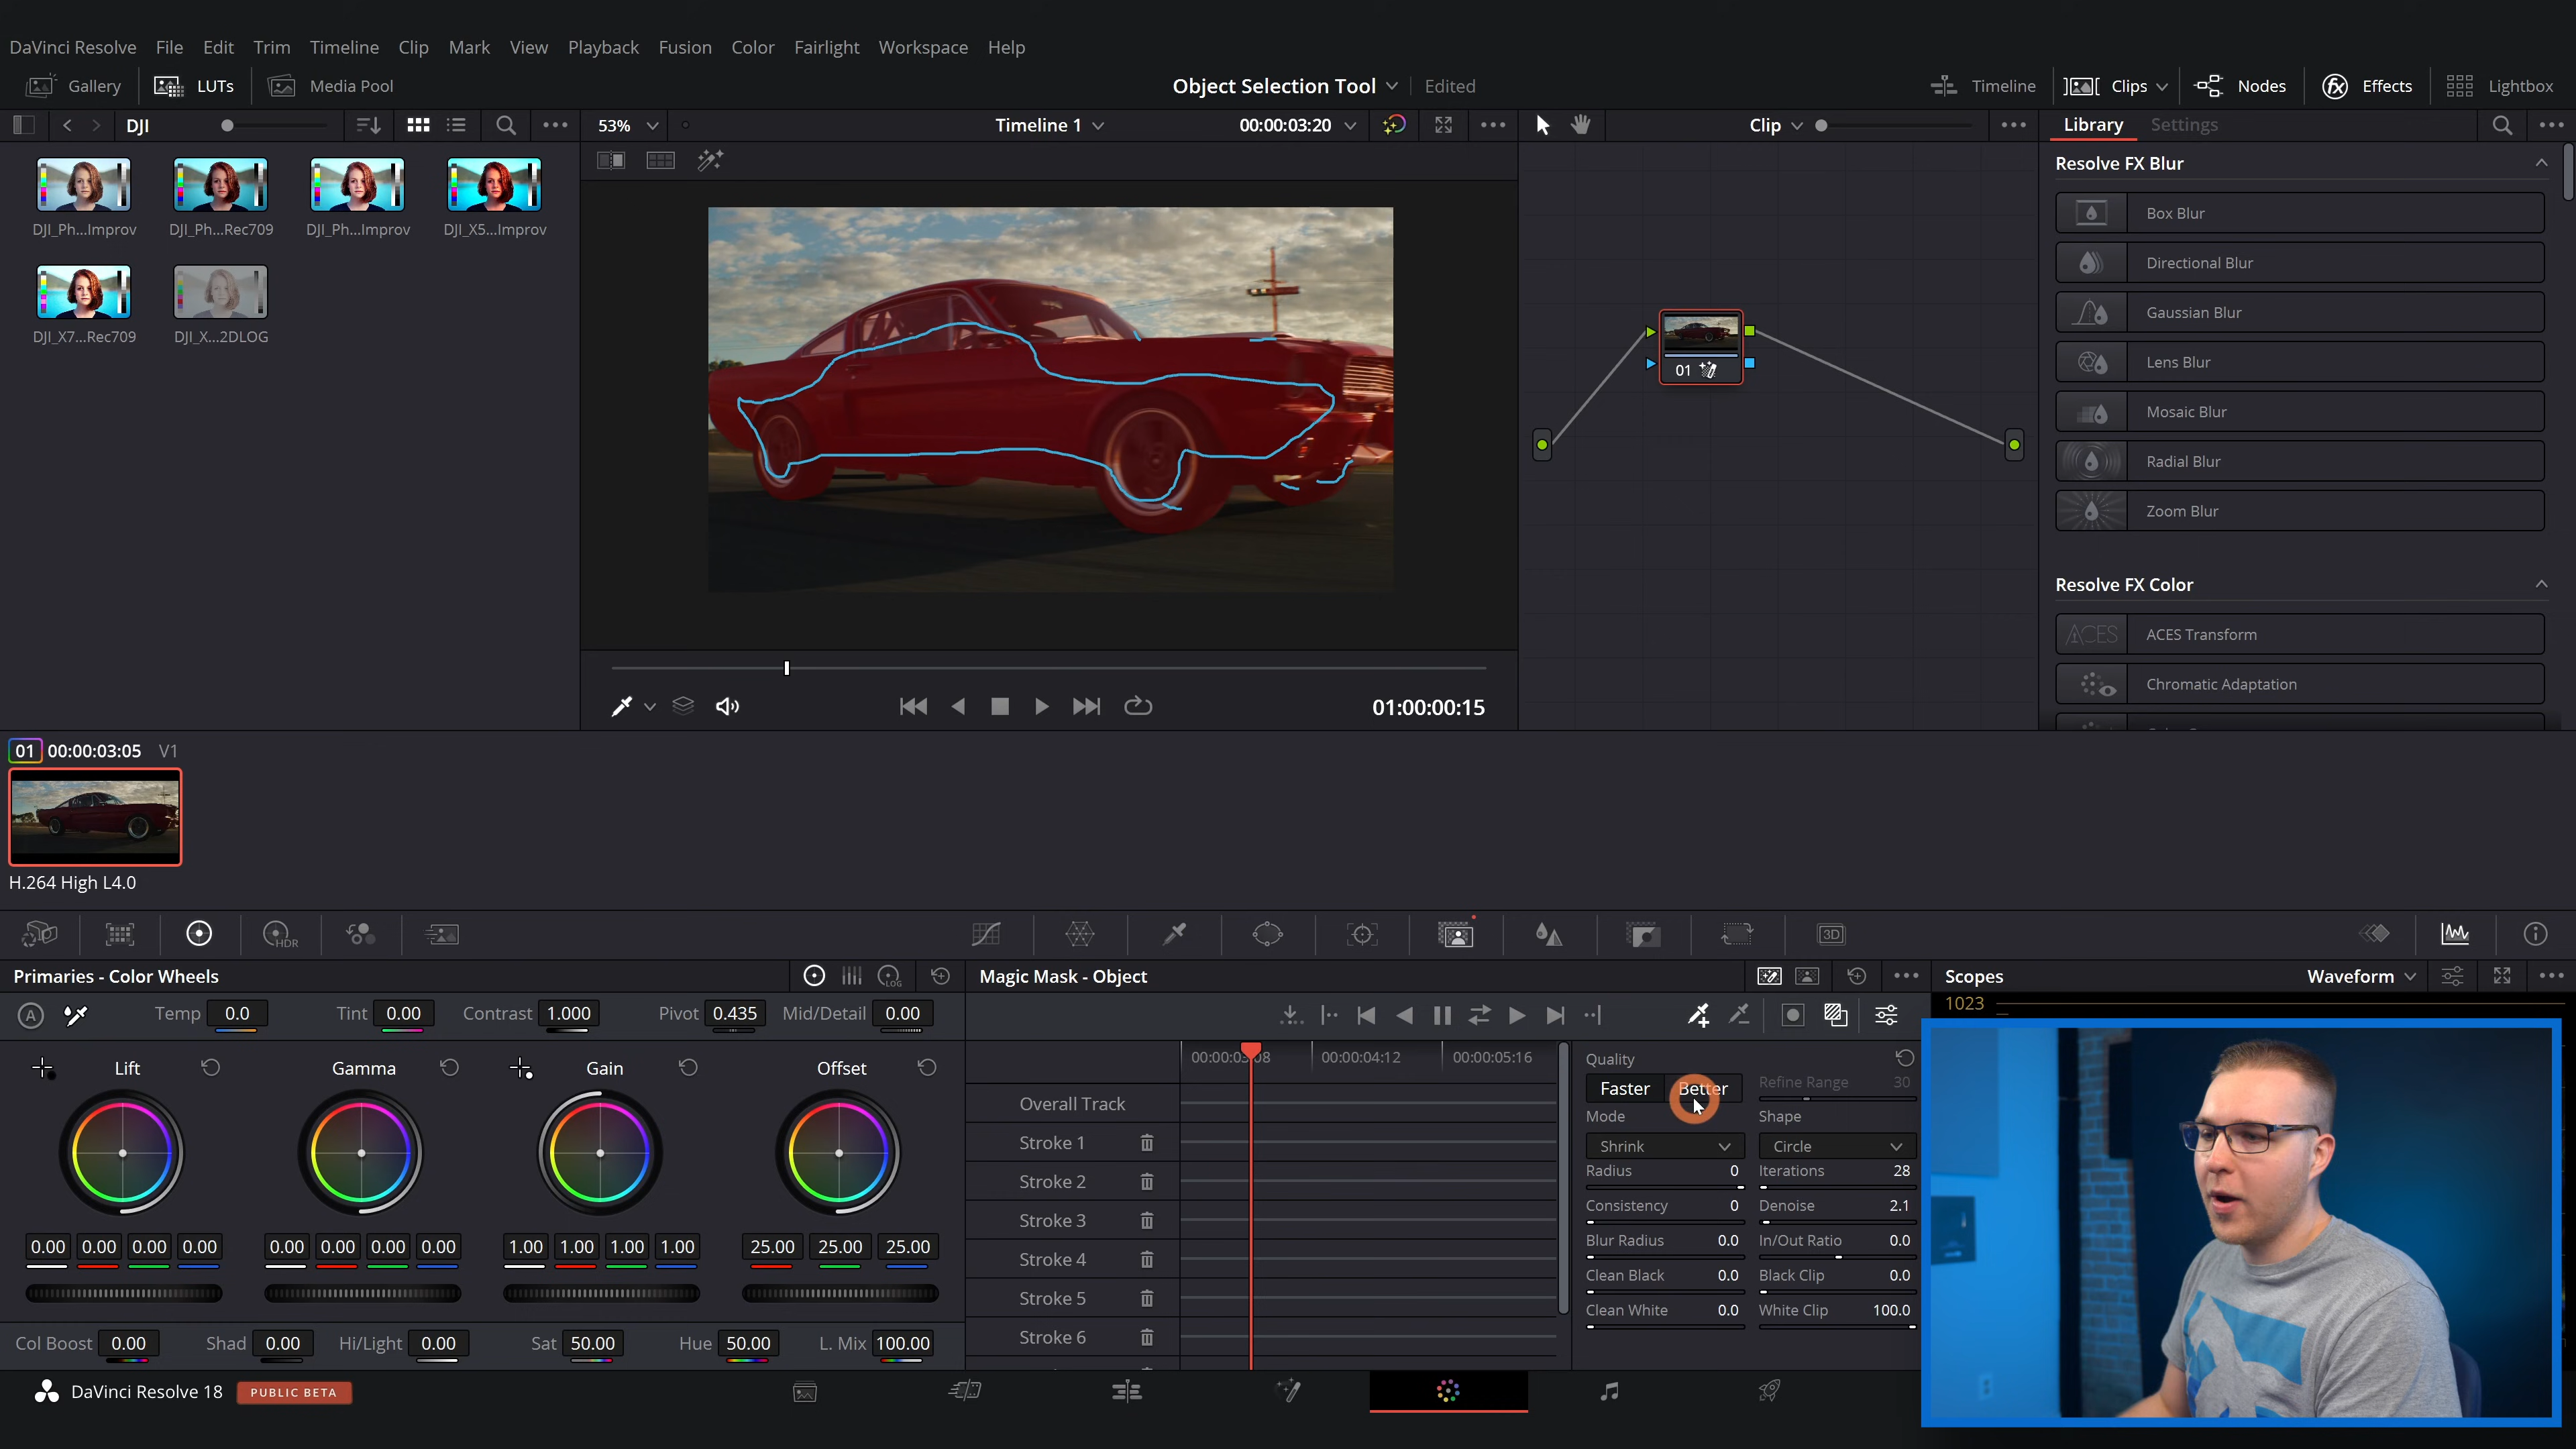 DaVinci Resolve File Edit Trim Timeline Clip Mark View Playback Fusion Color Fairlight Workspace Help
Gallery LUTs Media Pool Object Selection Tool Edited Timeline Clips Nodes Effects Lightbox
DJI 53% Timeline 1 00:00:03:20 Clip Library Settings
DJI_Ph...Improv DJI_Ph...Rec709 DJI_Ph...Improv DJI_X5...Improv
DJI_X7...Rec709 DJI_X...2DLOG
01
Resolve FX Blur
Box Blur
Directional Blur
Gaussian Blur
Lens Blur
Mosaic Blur
Radial Blur
Zoom Blur
Resolve FX Color
ACES ACES Transform
Chromatic Adaptation
01:00:00:15
01 00:00:03:05 V1
H.264 High L4.0
HDR 3D
Primaries - Color Wheels LOG
A Temp 0.0 Tint 0.00 Contrast 1.000 Pivot 0.435 Mid/Detail 0.00
Lift Gamma Gain Offset
0.00 0.00 0.00 0.00 0.00 0.00 0.00 0.00 1.00 1.00 1.00 1.00 25.00 25.00 25.00
Col Boost 0.00 Shad 0.00 Hi/Light 0.00 Sat 50.00 Hue 50.00 L. Mix 100.00
Magic Mask - Object
00:00:03:08 00:00:04:12 00:00:05:16
Overall Track
Stroke 1
Stroke 2
Stroke 3
Stroke 4
Stroke 5
Stroke 6
Quality
Faster Better Refine Range 30
Mode Shape
Shrink Circle
Radius 0 Iterations 28
Consistency 0 Denoise 2.1
Blur Radius 0.0 In/Out Ratio 0.0
Clean Black 0.0 Black Clip 0.0
Clean White 0.0 White Clip 100.0
Scopes Waveform
1023
DaVinci Resolve 18 PUBLIC BETA